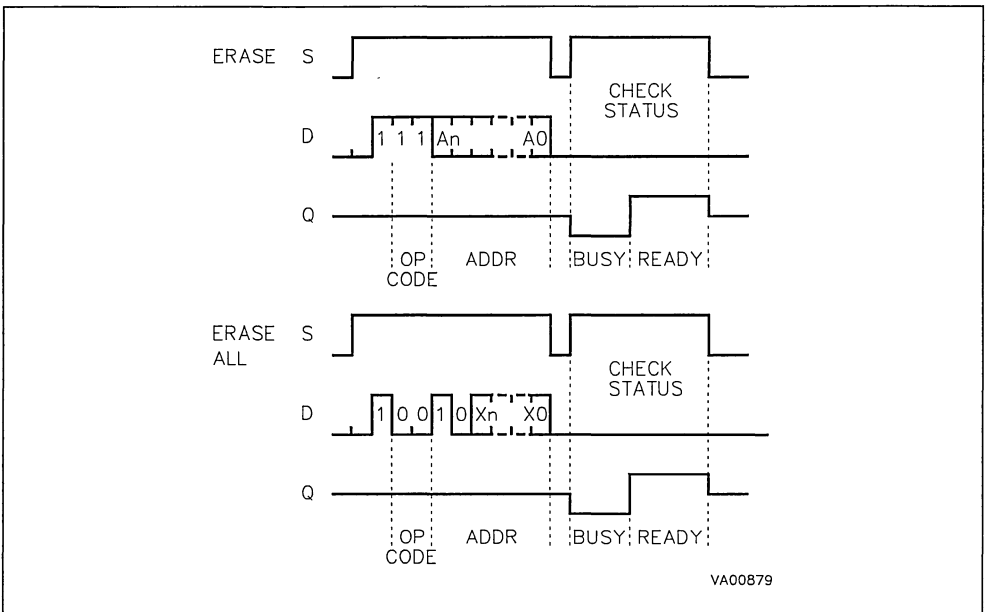 ERASE S
CHECK
STATUS
D 1 1 1 An A0
Q
OP
CODE ADDR BUSY READY
ERASE S
ALL
CHECK
STATUS
D 1 0 0 1 0 Xn X0
Q
OP
CODE ADDR BUSY READY
VA00879